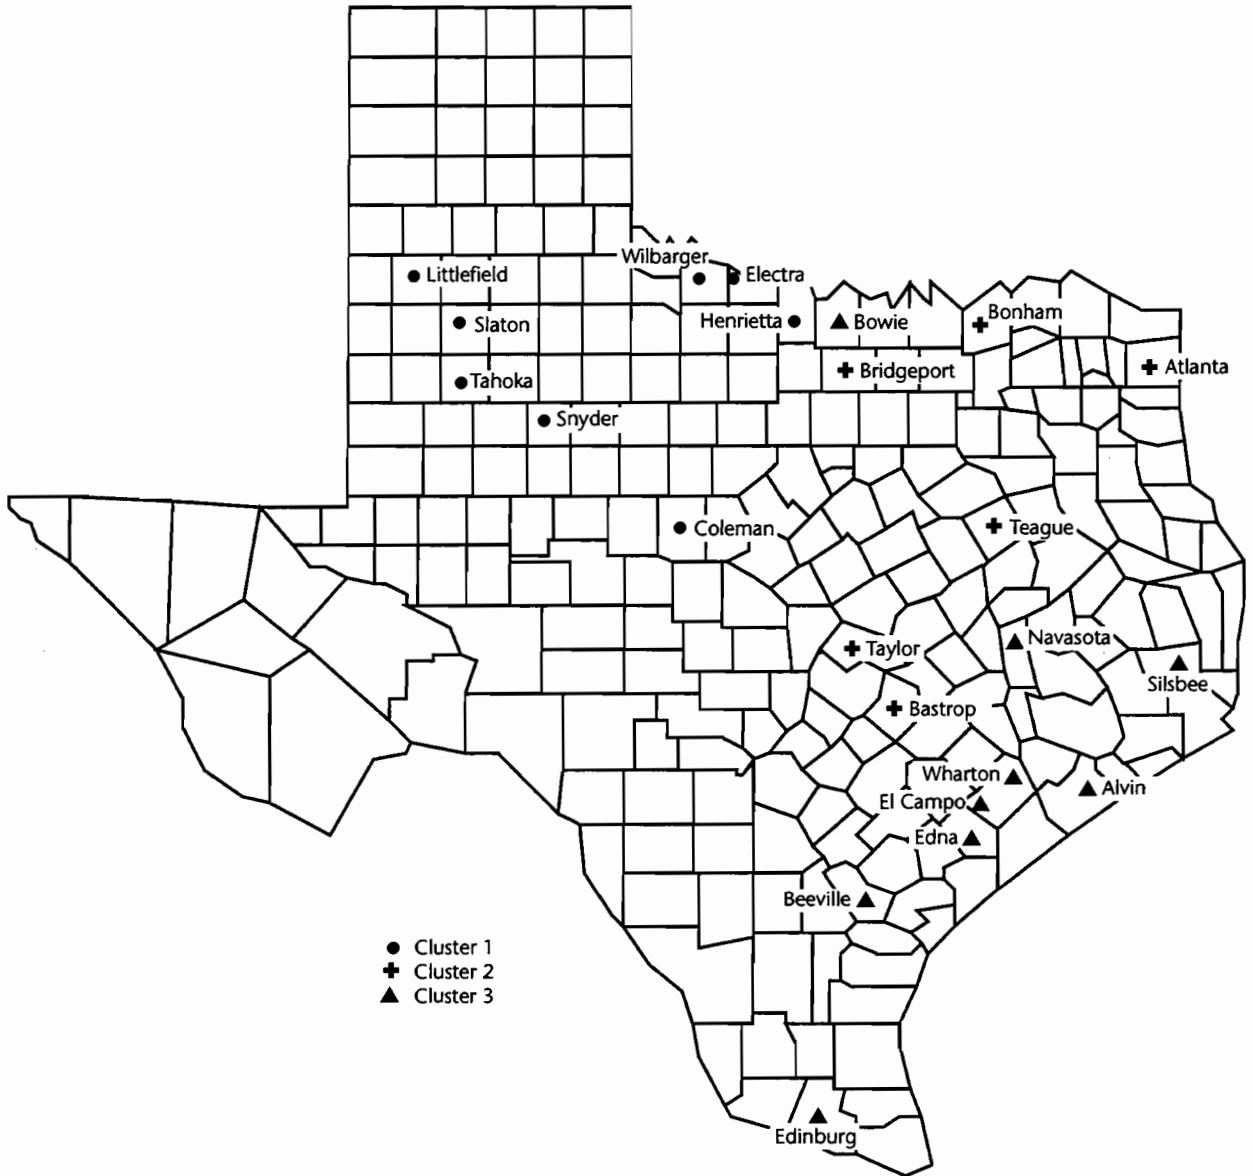 Wilbarger
Littlefield
Electra
Slaton
Henrietta
Bowie
Bonham
Tahoka
Bridgeport
Atlanta
Snyder
Coleman
Teague
Taylor
Navasota
Silsbee
Bastrop
Wharton
Alvin
El Campo
Edna
Beeville
Cluster 1
Cluster 2
Cluster 3
Edinburg